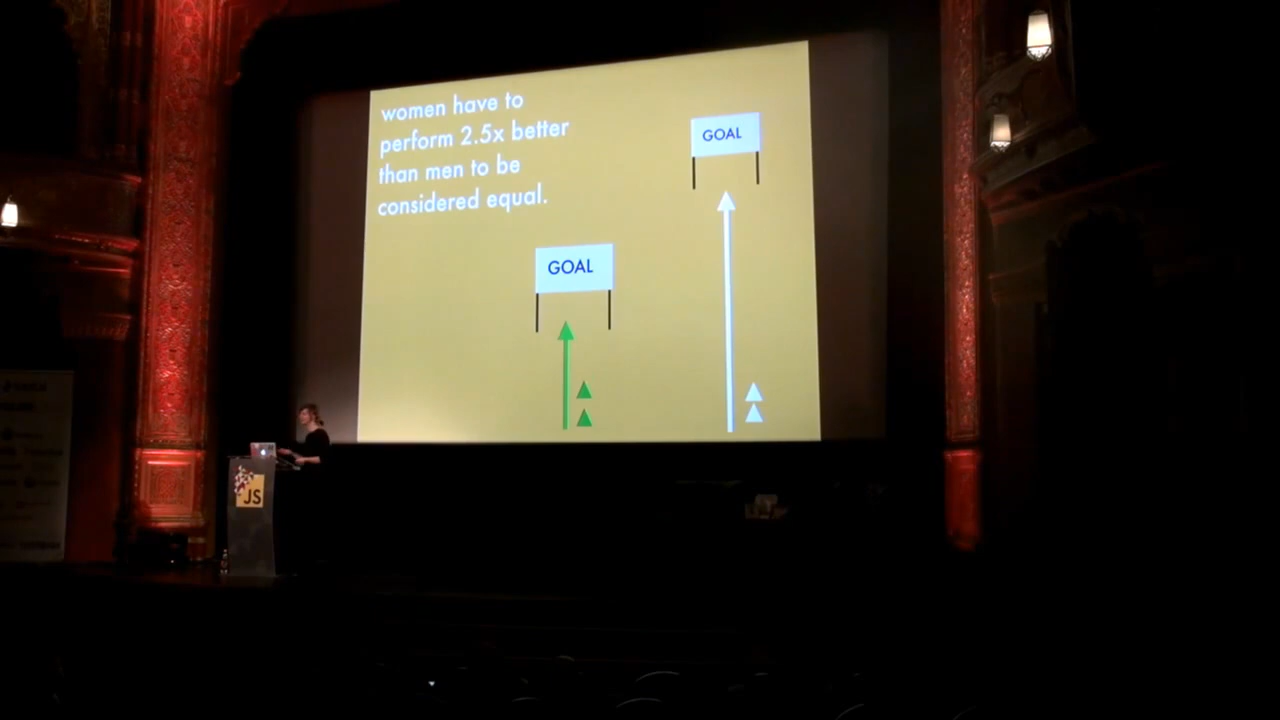 women have to
perform 2.5x better
than men to be
considered equal.
GOAL
GOAL
JS